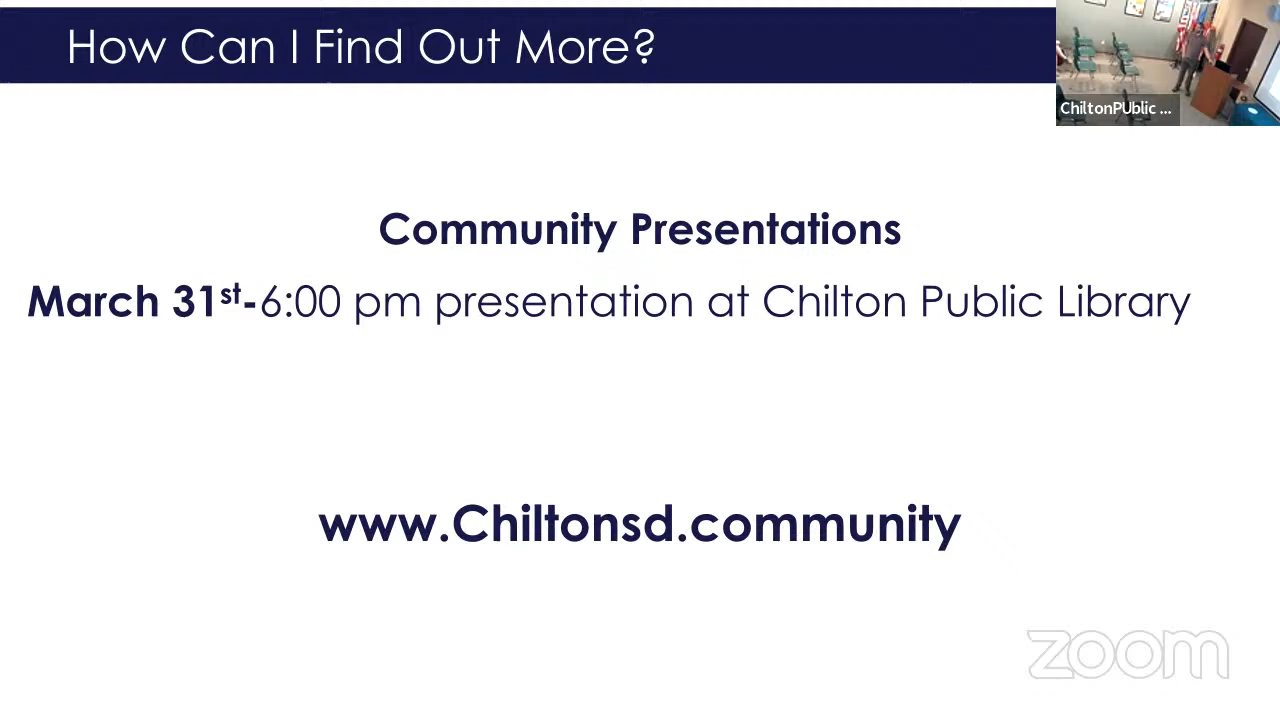 How Can I Find Out More?
ChiltonPUblic ...
Community Presentations
March 31st-6:00 pm presentation at Chilton Public Library
www.Chiltonsd.community
zoom